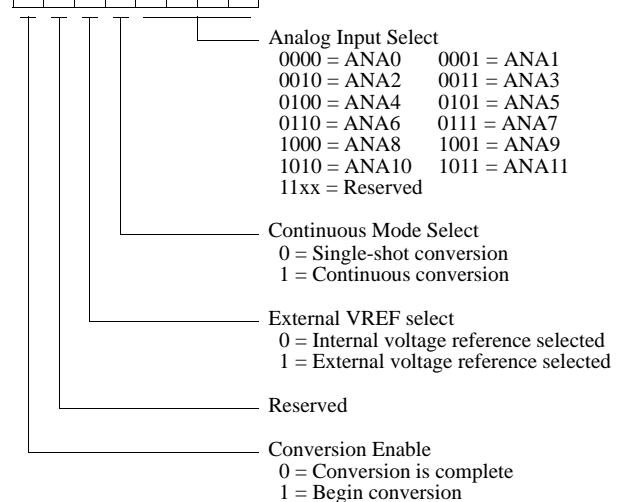 Analog Input Select
0000 = ANA0 0001 = ANA1
0010 = ANA2 0011 = ANA3
0100 = ANA4 0101 = ANA5
0110 = ANA6 0111 = ANA7
1000 = ANA8 1001 = ANA9
1010 = ANA10 1011 = ANA11
11xx = Reserved
Continuous Mode Select
0 = Single-shot conversion
1 = Continuous conversion
External VREF select
0 = Internal voltage reference selected
1 = External voltage reference selected
Reserved
Conversion Enable
0 = Conversion is complete
1 = Begin conversion